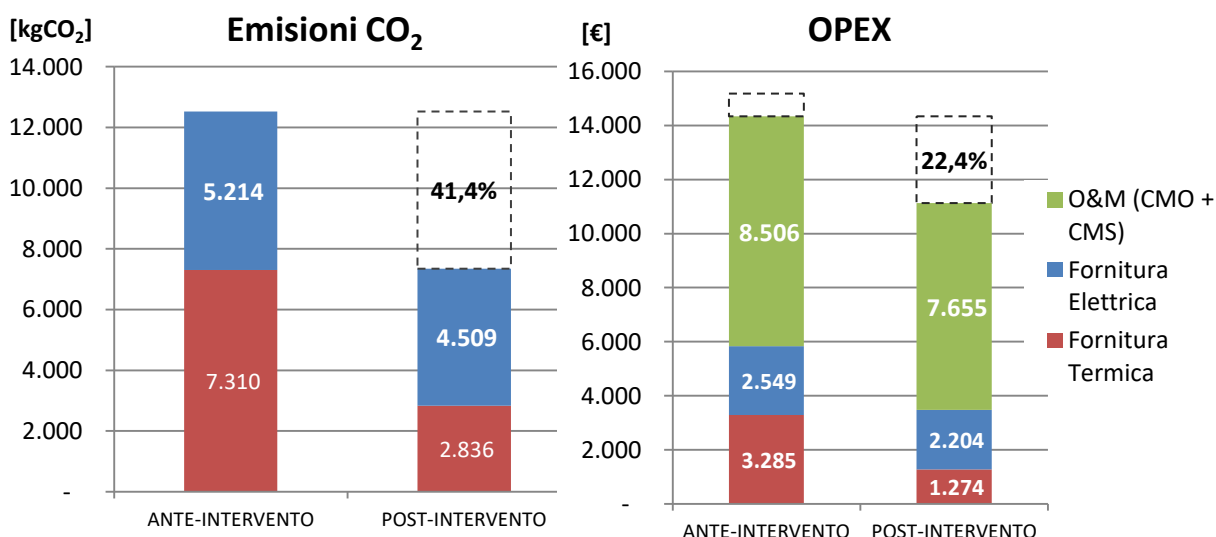 [kgCO2]
Emisioni CO2
14.000
12.000
10.000
8.000
6.000
4.000
2.000
-
5.214
7.310
41,4%
4.509
2.836
ANTE-INTERVENTO
POST-INTERVENTO
[€]
OPEX
16.000
14.000
12.000
10.000
8.000
6.000
4.000
2.000
-
8.506
2.549
3.285
22,4%
7.655
2.204
1.274
ANTE-INTERVENTO
POST-INTERVENTO
O&M (CMO +
CMS)
Fornitura
Elettrica
Fornitura
Termica